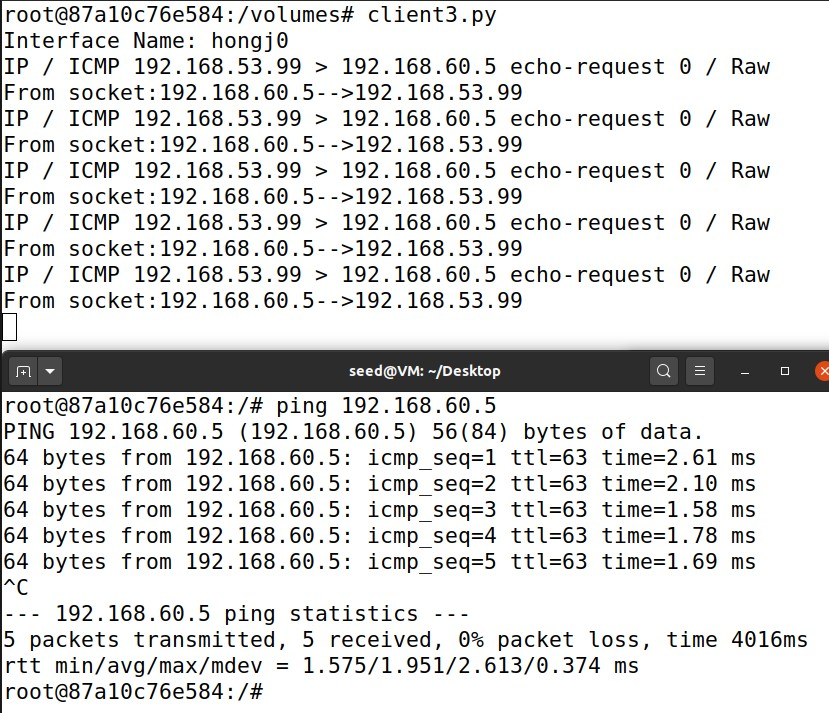 root@87a10c76e584:/volumes# client3.py
Interface Name: hongj0
IP / ICMP 192.168.53.99 > 192.168.60.5 echo-request 0 / Raw
From socket:192.168.60.5-->192.168.53.99
IP / ICMP 192.168.53.99 > 192.168.60.5 echo-request 0 / Raw
From socket:192.168.60.5-->192.168.53.99
IP / ICMP 192.168.53.99 > 192.168.60.5 echo-request 0 / Raw
From socket:192.168.60.5-->192.168.53.99
IP / ICMP 192.168.53.99 > 192.168.60.5 echo-request 0 / Raw
From socket:192.168.60.5-->192.168.53.99
IP / ICMP 192.168.53.99 > 192.168.60.5 echo-request 0 / Raw
From socket:192.168.60.5-->192.168.53.99
seed@VM: ~/Desktop
root@87a10c76e584:/# ping 192.168.60.5
PING 192.168.60.5 (192.168.60.5) 56(84) bytes of data.
64 bytes from 192.168.60.5: icmp_seq=1 ttl=63 time=2.61 ms
64 bytes from 192.168.60.5: icmp_seq=2 ttl=63 time=2.10 ms
64 bytes from 192.168.60.5: icmp_seq=3 ttl=63 time=1.58 ms
64 bytes from 192.168.60.5: icmp_seq=4 ttl=63 time=1.78 ms
64 bytes from 192.168.60.5: icmp_seq=5 ttl=63 time=1.69 ms
^C
--- 192.168.60.5 ping statistics ---
5 packets transmitted, 5 received, 0% packet loss, time 4016ms
rtt min/avg/max/mdev = 1.575/1.951/2.613/0.374 ms
root@87a10c76e584:/#